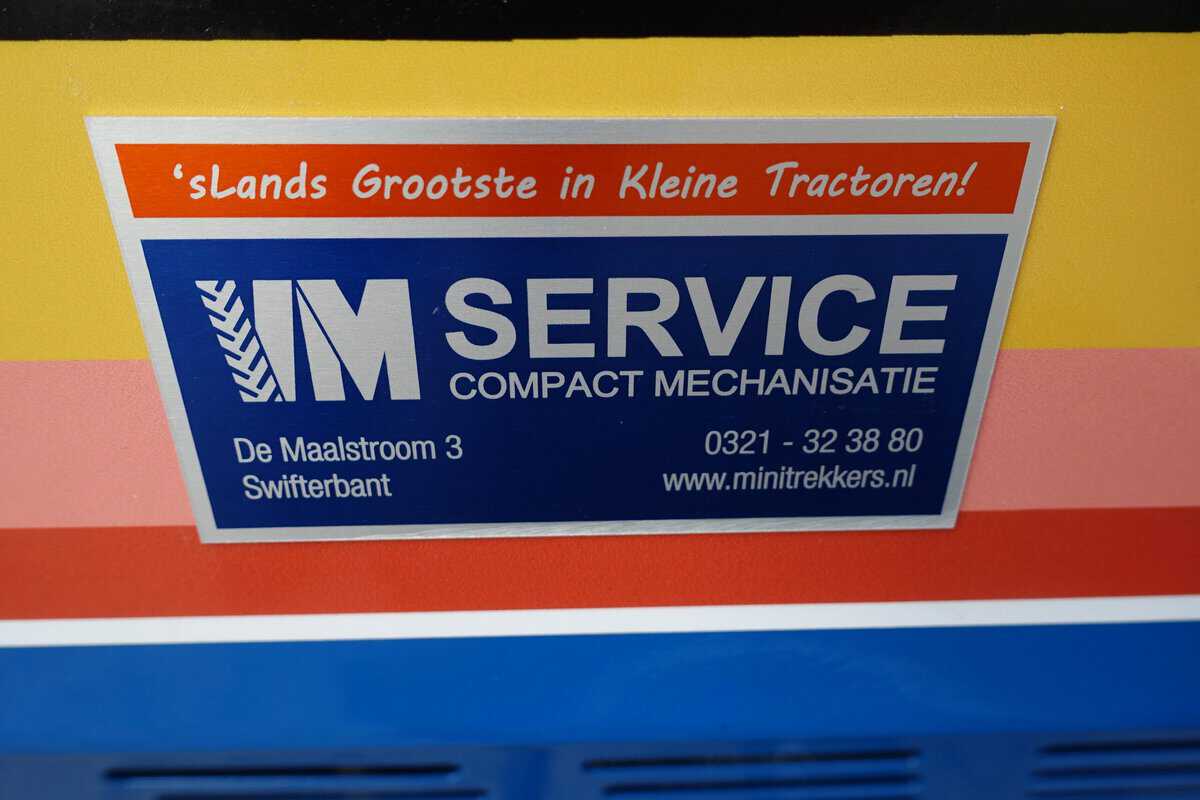 ‘sLands Grootste in Kleine Tractoren!
IM SERVICE
COMPACT MECHANISATIE
De Maalstroom 3
Swifterbant
0321 - 32 38 80
www.minitrekkers.nl